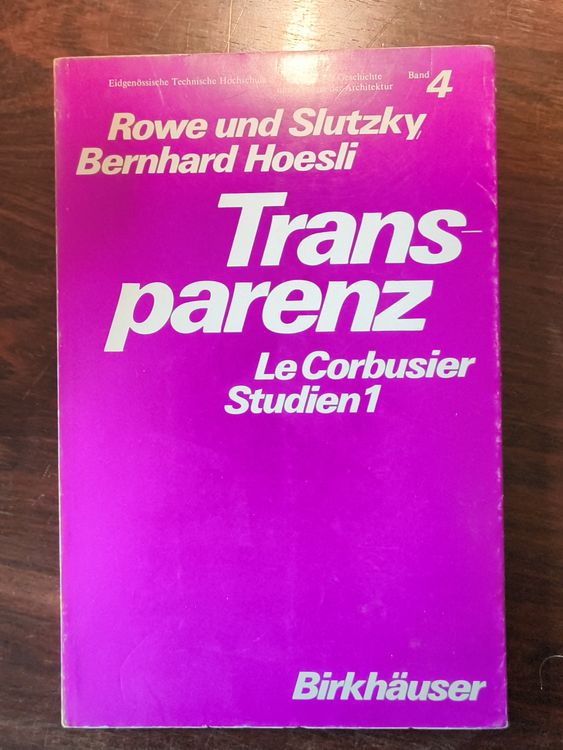 Eidgenössische Technische Hochschule Geschichte
der Architektur
Band 4
Rowe und Slutzky,
Bernhard Hoesli
Trans-
parenz
Le Corbusier
Studien 1
Birkhäuser